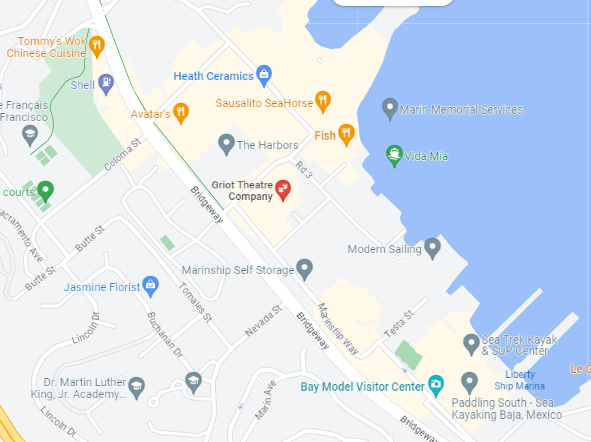 Tommy's Wok
Chinese Cuisine
Heath Ceramics
Shell
Sausalito SeaHorse
Marin Memorial Services
e Français
Francisco
Avatar's
Fish
The Harbors
Coloma St
Vida Mia
Rd 3
Griot Theatre
Company
courts
Bridgeway
acramento Ave
Butte St
Modern Sailing
Marinship Self Storage
Butte St
Jasmine Florist
Tomales St
Lincoln Dr
Buchanan Dr
Nevada St
Marinship Way
Bridgeway
Testa St
Sea Trek Kayak
& SUP Center
Le G
Liberty
Ship Marina
Dr. Martin Luther
King, Jr. Academy...
Marin Ave
Bay Model Visitor Center
Paddling South - Sea
Kayaking Baja, Mexico
Lincoln Dr
Bridgeway